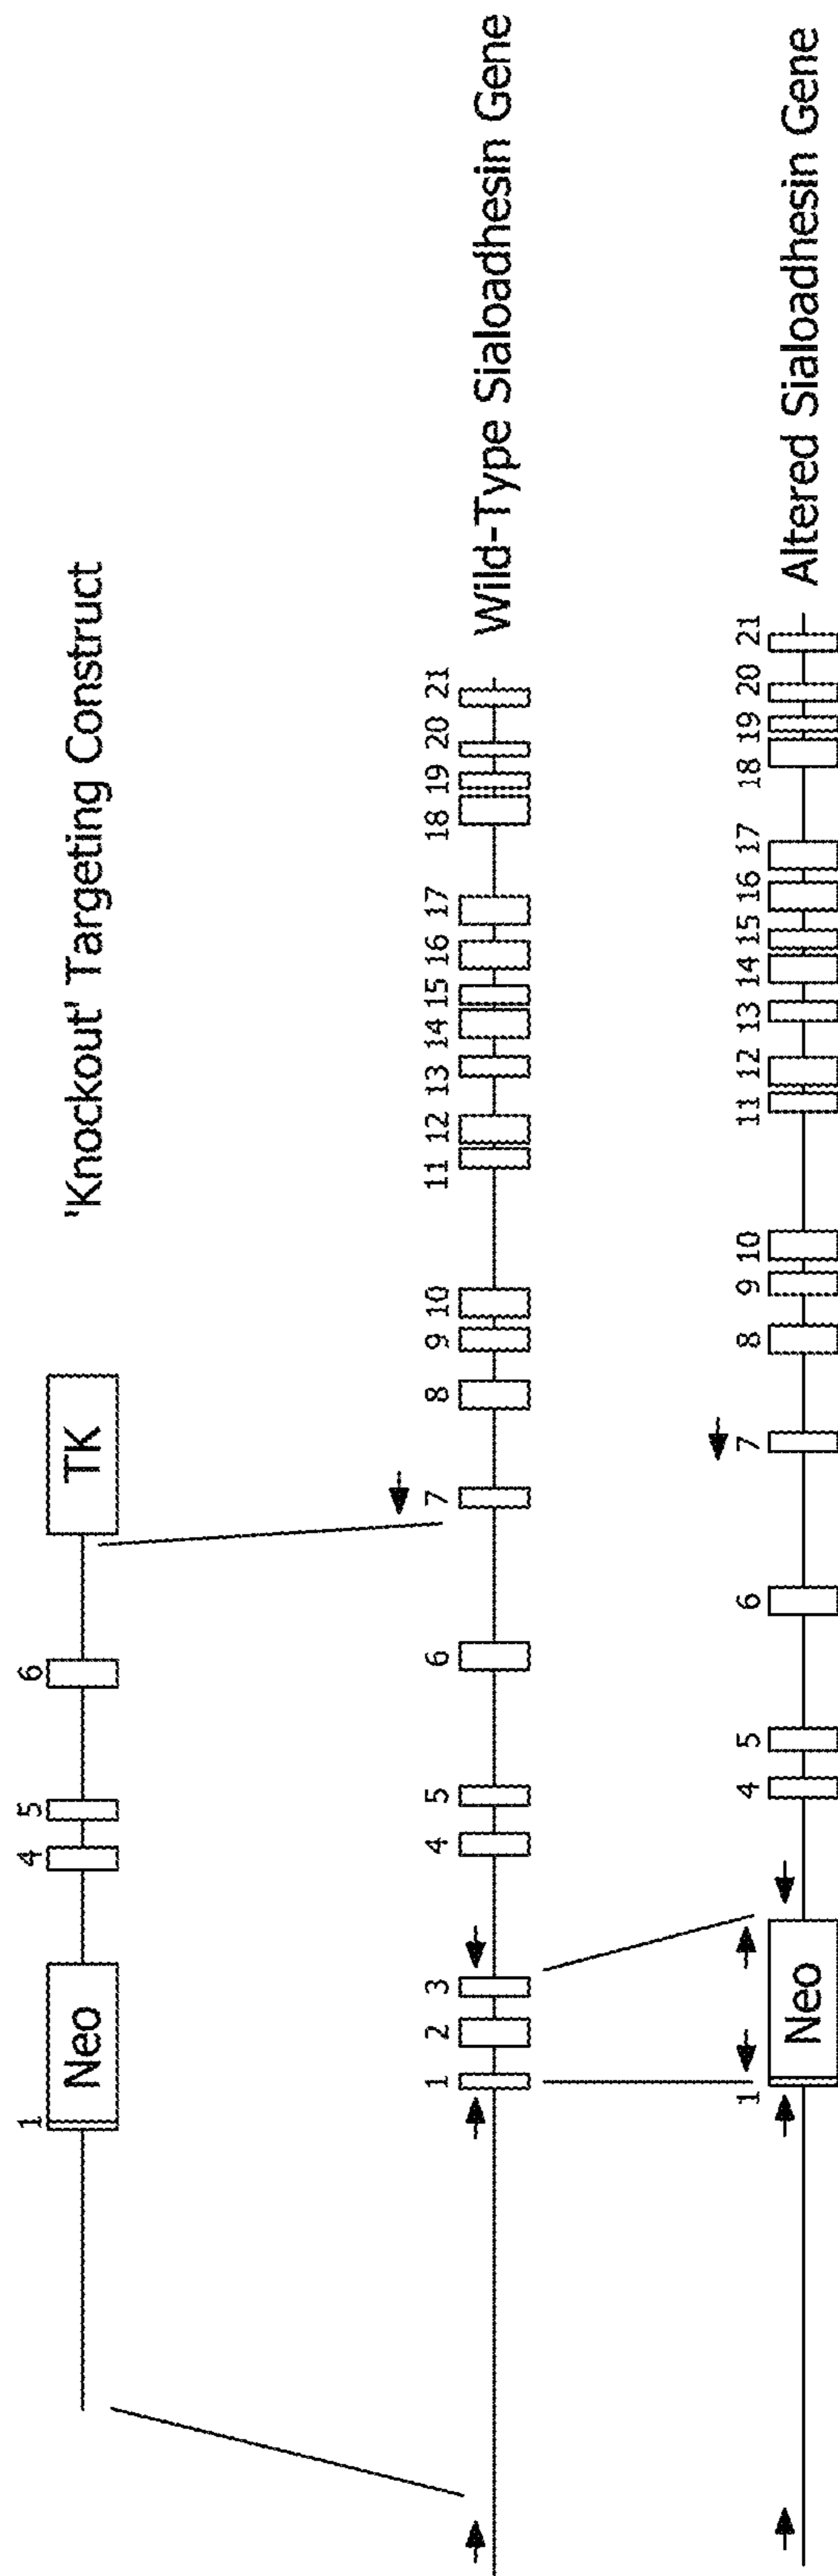 1 Neo 4 5 6 TK 'Knockout' Targeting Construct
1 2 3 4 5 6 7 8 9 10 11 12 13 14 15 16 17 18 19 20 21 Wild-Type Sialoadhesin Gene
1 Neo 4 5 6 7 8 9 10 11 12 13 14 15 16 17 18 19 20 21 Altered Sialoadhesin Gene